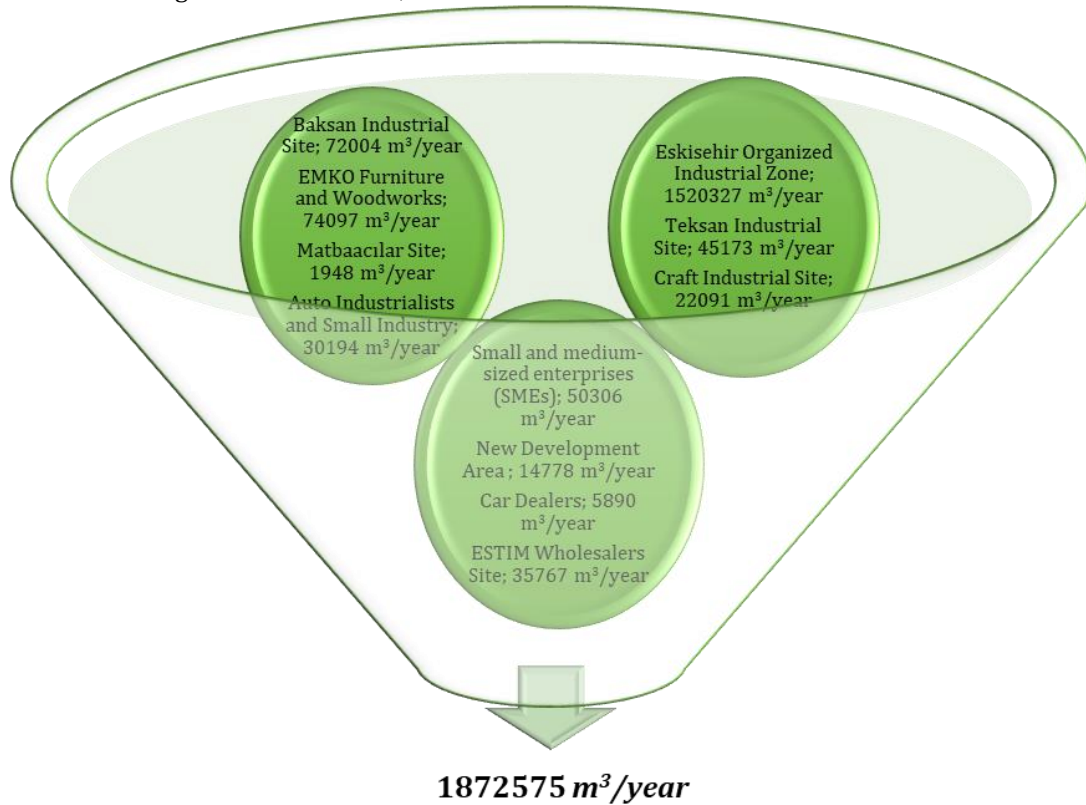 Baksan Industrial
Site; 72004 m³/year
EMKO Furniture
and Woodworks;
74097 m³/year
Matbaacılar Site;
1948 m³/year
Auto Industrialists
and Small Industry;
30194 m³/year
Eskisehir Organized
Industrial Zone;
1520327 m³/year
Teksan Industrial
Site; 45173 m³/year
Craft Industrial Site;
22091 m³/year
Small and medium-
sized enterprises
(SMEs); 50306
m³/year
New Development
Area ; 14778 m³/year
Car Dealers; 5890
m³/year
ESTIM Wholesalers
Site; 35767 m³/year
1872575 m³/year